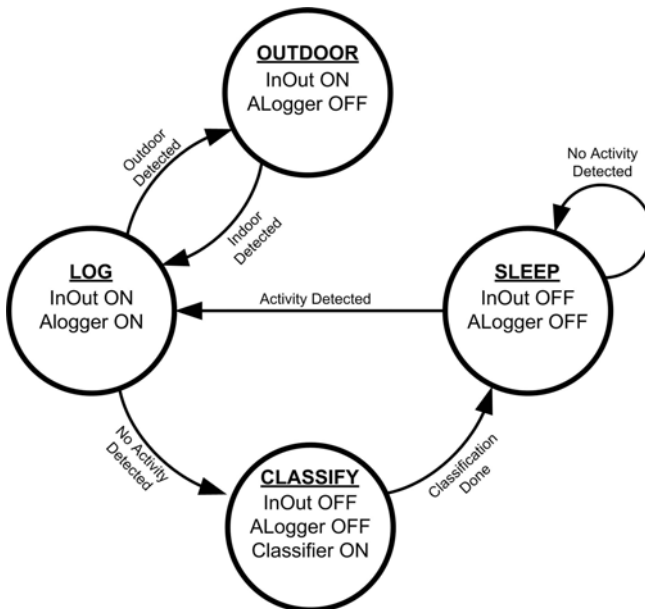 OUTDOOR
InOut ON
ALogger OFF
Outdoor
Detected
Indoor
Detected
No Activity
Detected
LOG
InOut ON
Alogger ON
Activity Detected
SLEEP
InOut OFF
ALogger OFF
No Activity
Detected
CLASSIFY
InOut OFF
ALogger OFF
Classifier ON
Classification
Done